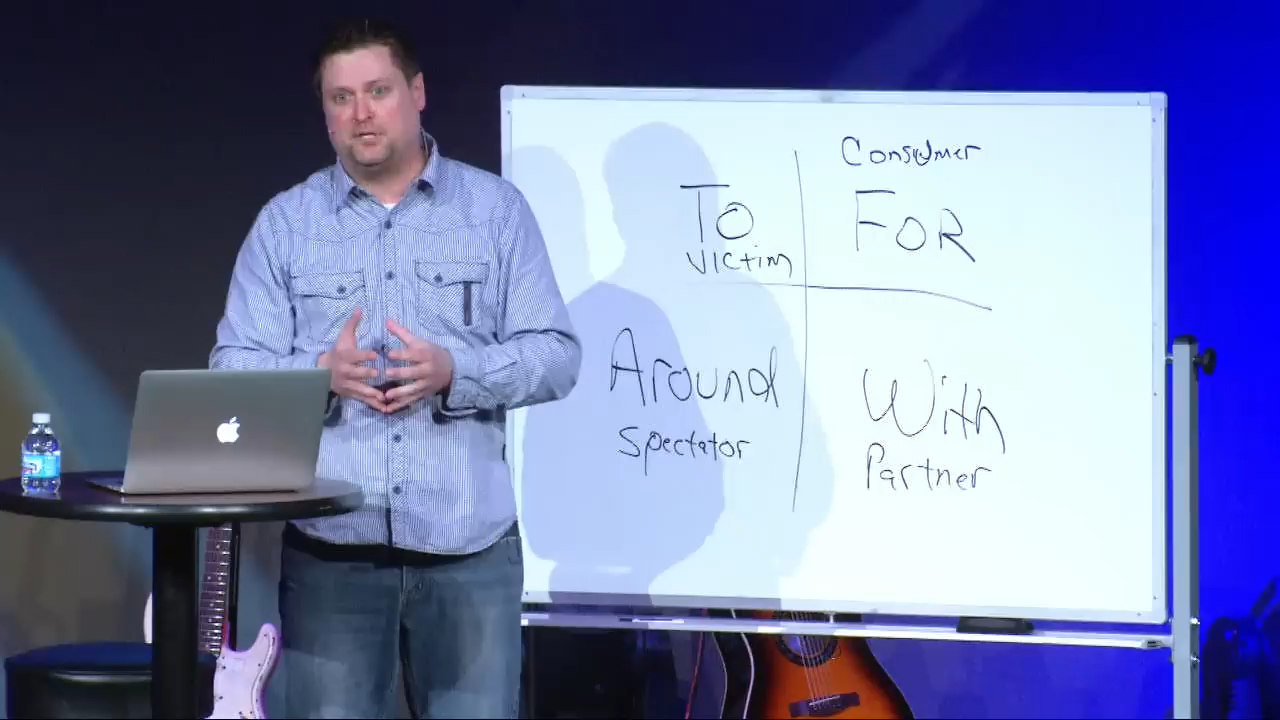 TO
Victim
Consumer
FOR
Around
Spectator
With
Partner